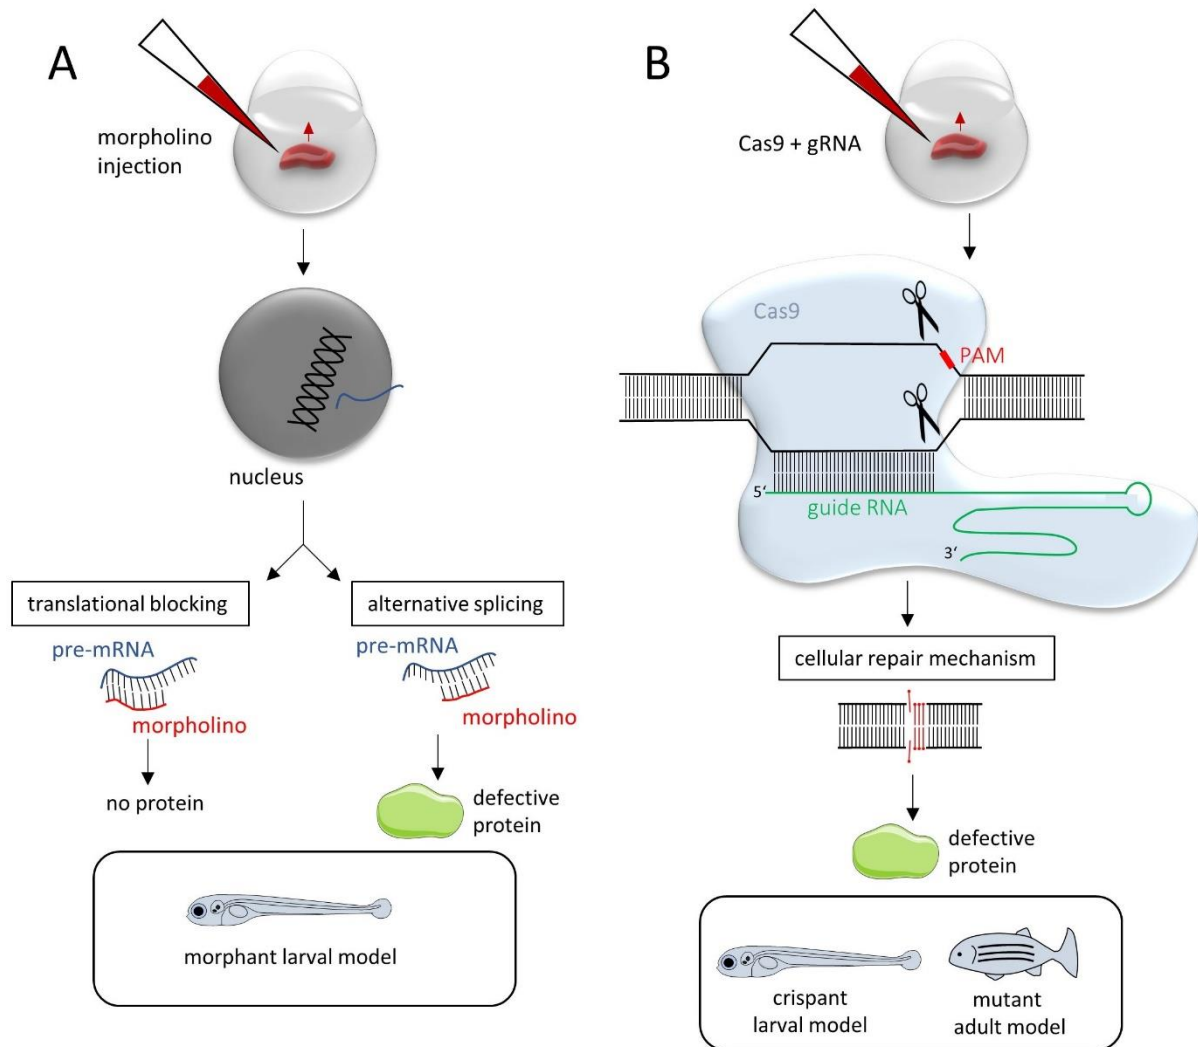 A
morpholino
injection
nucleus
translational blocking
alternative splicing
pre-mRNA
morpholino
no protein
pre-mRNA
morpholino
defective
protein
morphant larval model
B
Cas9 + gRNA
Cas9
PAM
5‘
guide RNA
3‘
cellular repair mechanism
defective
protein
crispant
larval model
mutant
adult model